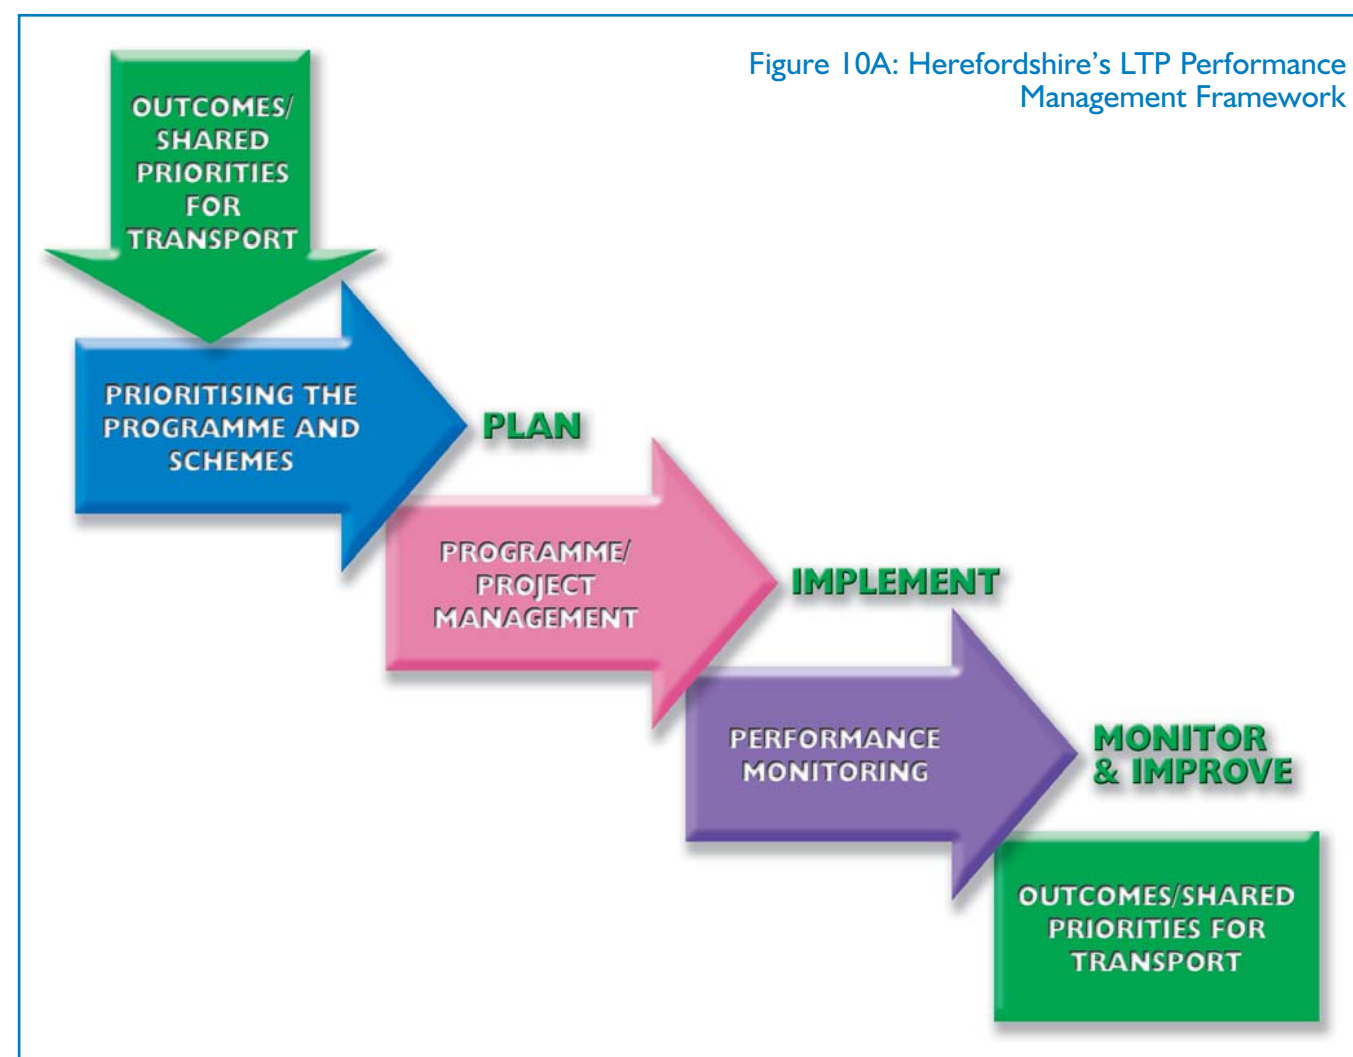 Figure 10A: Herefordshire’s LTP Performance
Management Framework
OUTCOMES/
SHARED
PRIORITIES
FOR
TRANSPORT
PRIORITISING THE
PROGRAMME AND
SCHEMES
PLAN
PROGRAMME/
PROJECT
MANAGEMENT
IMPLEMENT
PERFORMANCE
MONITORING
MONITOR
& IMPROVE
OUTCOMES/SHARED
PRIORITIES FOR
TRANSPORT